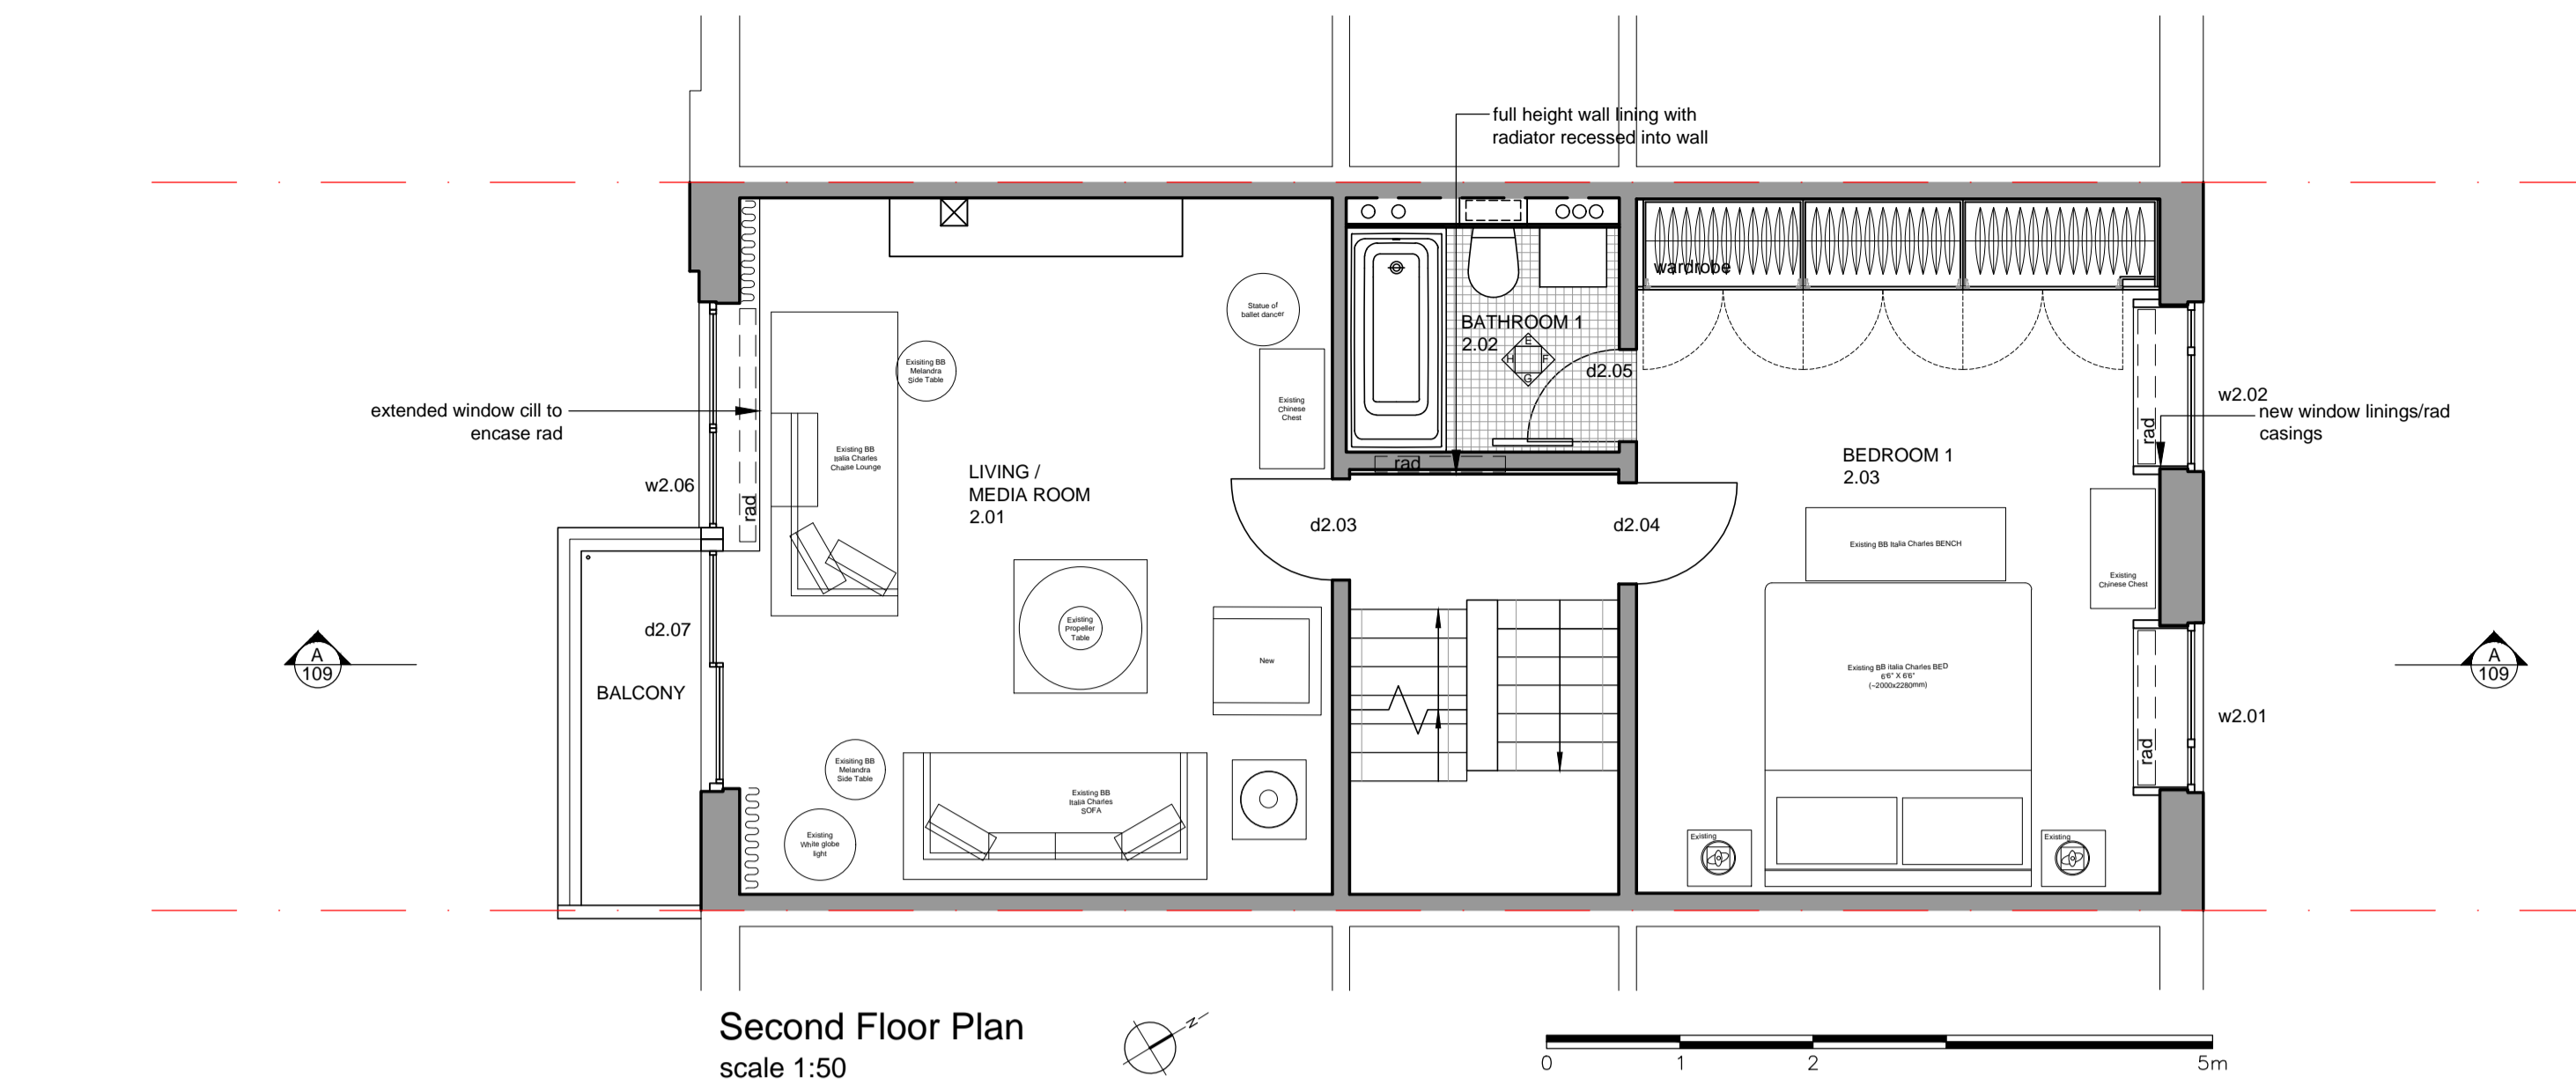 full height wall lining with
radiator recessed into wall
wardrobe
Statue of
ballet dancer
BATHROOM 1
2.02
E
H
F
G
d2.05
Exisiting BB
Melandra
Side Table
Existing
Chinese
Chest
extended window cill to
encase rad
w2.02
new window linings/rad
casings
rad
Existing BB
Italia Charles
Chaise Lounge
LIVING /
MEDIA ROOM
2.01
rad
BEDROOM 1
2.03
w2.06
rad
d2.03
d2.04
Existing BB Italia Charles BENCH
Existing
Chinese Chest
d2.07
Existing
Propeller
Table
A
109
BALCONY
New
Existing BB italia Charles BED
6'6" X 6'6"
(~2000x2280mm)
A
109
w2.01
rad
Exisiting BB
Melandra
Side Table
Existing BB
Italia Charles
SOFA
Existing
White globe
light
Existing
Existing
Second Floor Plan
scale 1:50
N
0
1
2
5m